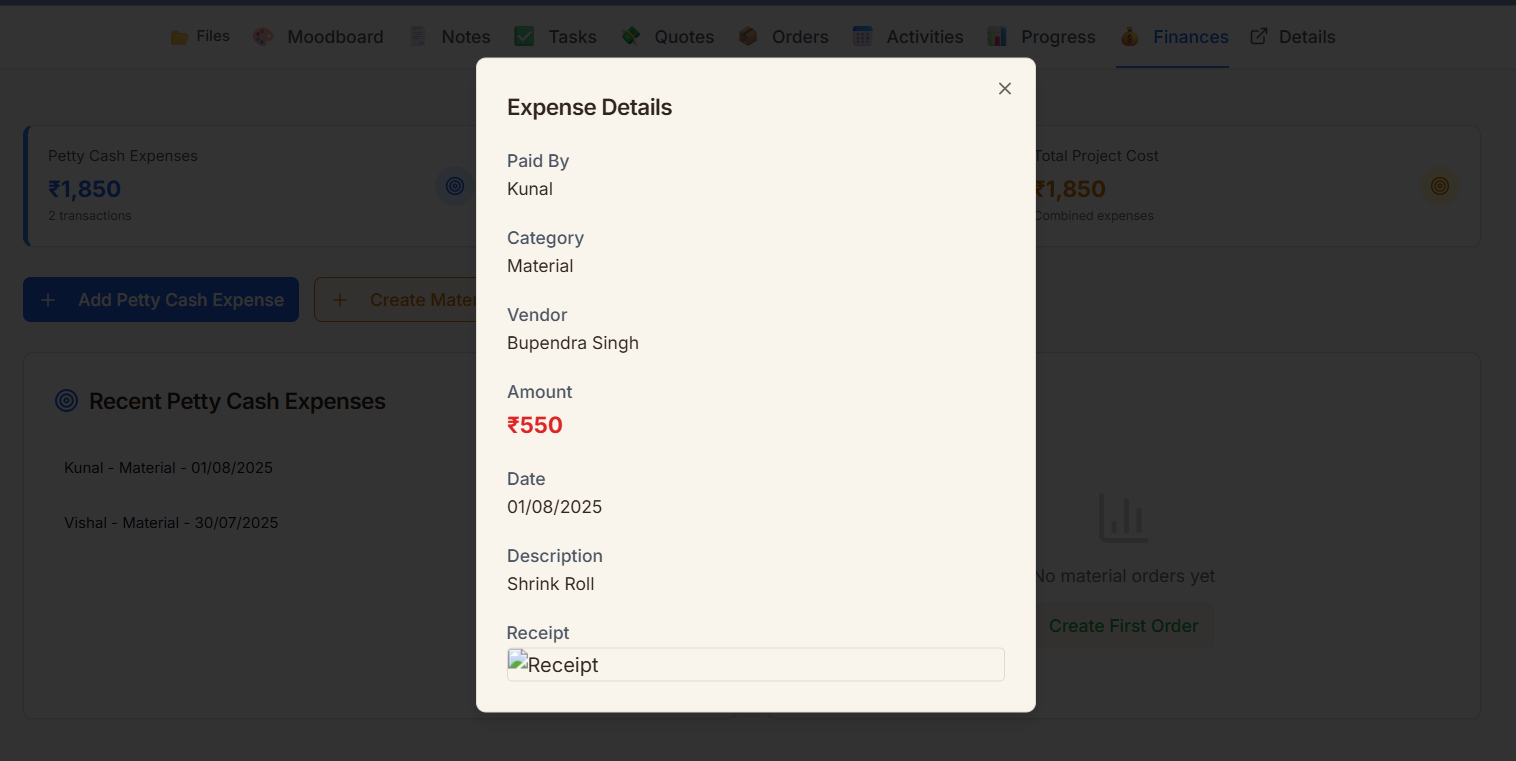 Files Moodboard Notes Tasks Quotes Orders Activities Progress Finances Details
Petty Cash Expenses
₹1,850
2 transactions
Total Project Cost
₹1,850
Combined expenses
Add Petty Cash Expense
Create Mater
Recent Petty Cash Expenses
Kunal - Material - 01/08/2025
Vishal - Material - 30/07/2025
No material orders yet
Create First Order
Expense Details
Paid By
Kunal
Category
Material
Vendor
Bupendra Singh
Amount
₹550
Date
01/08/2025
Description
Shrink Roll
Receipt
Receipt